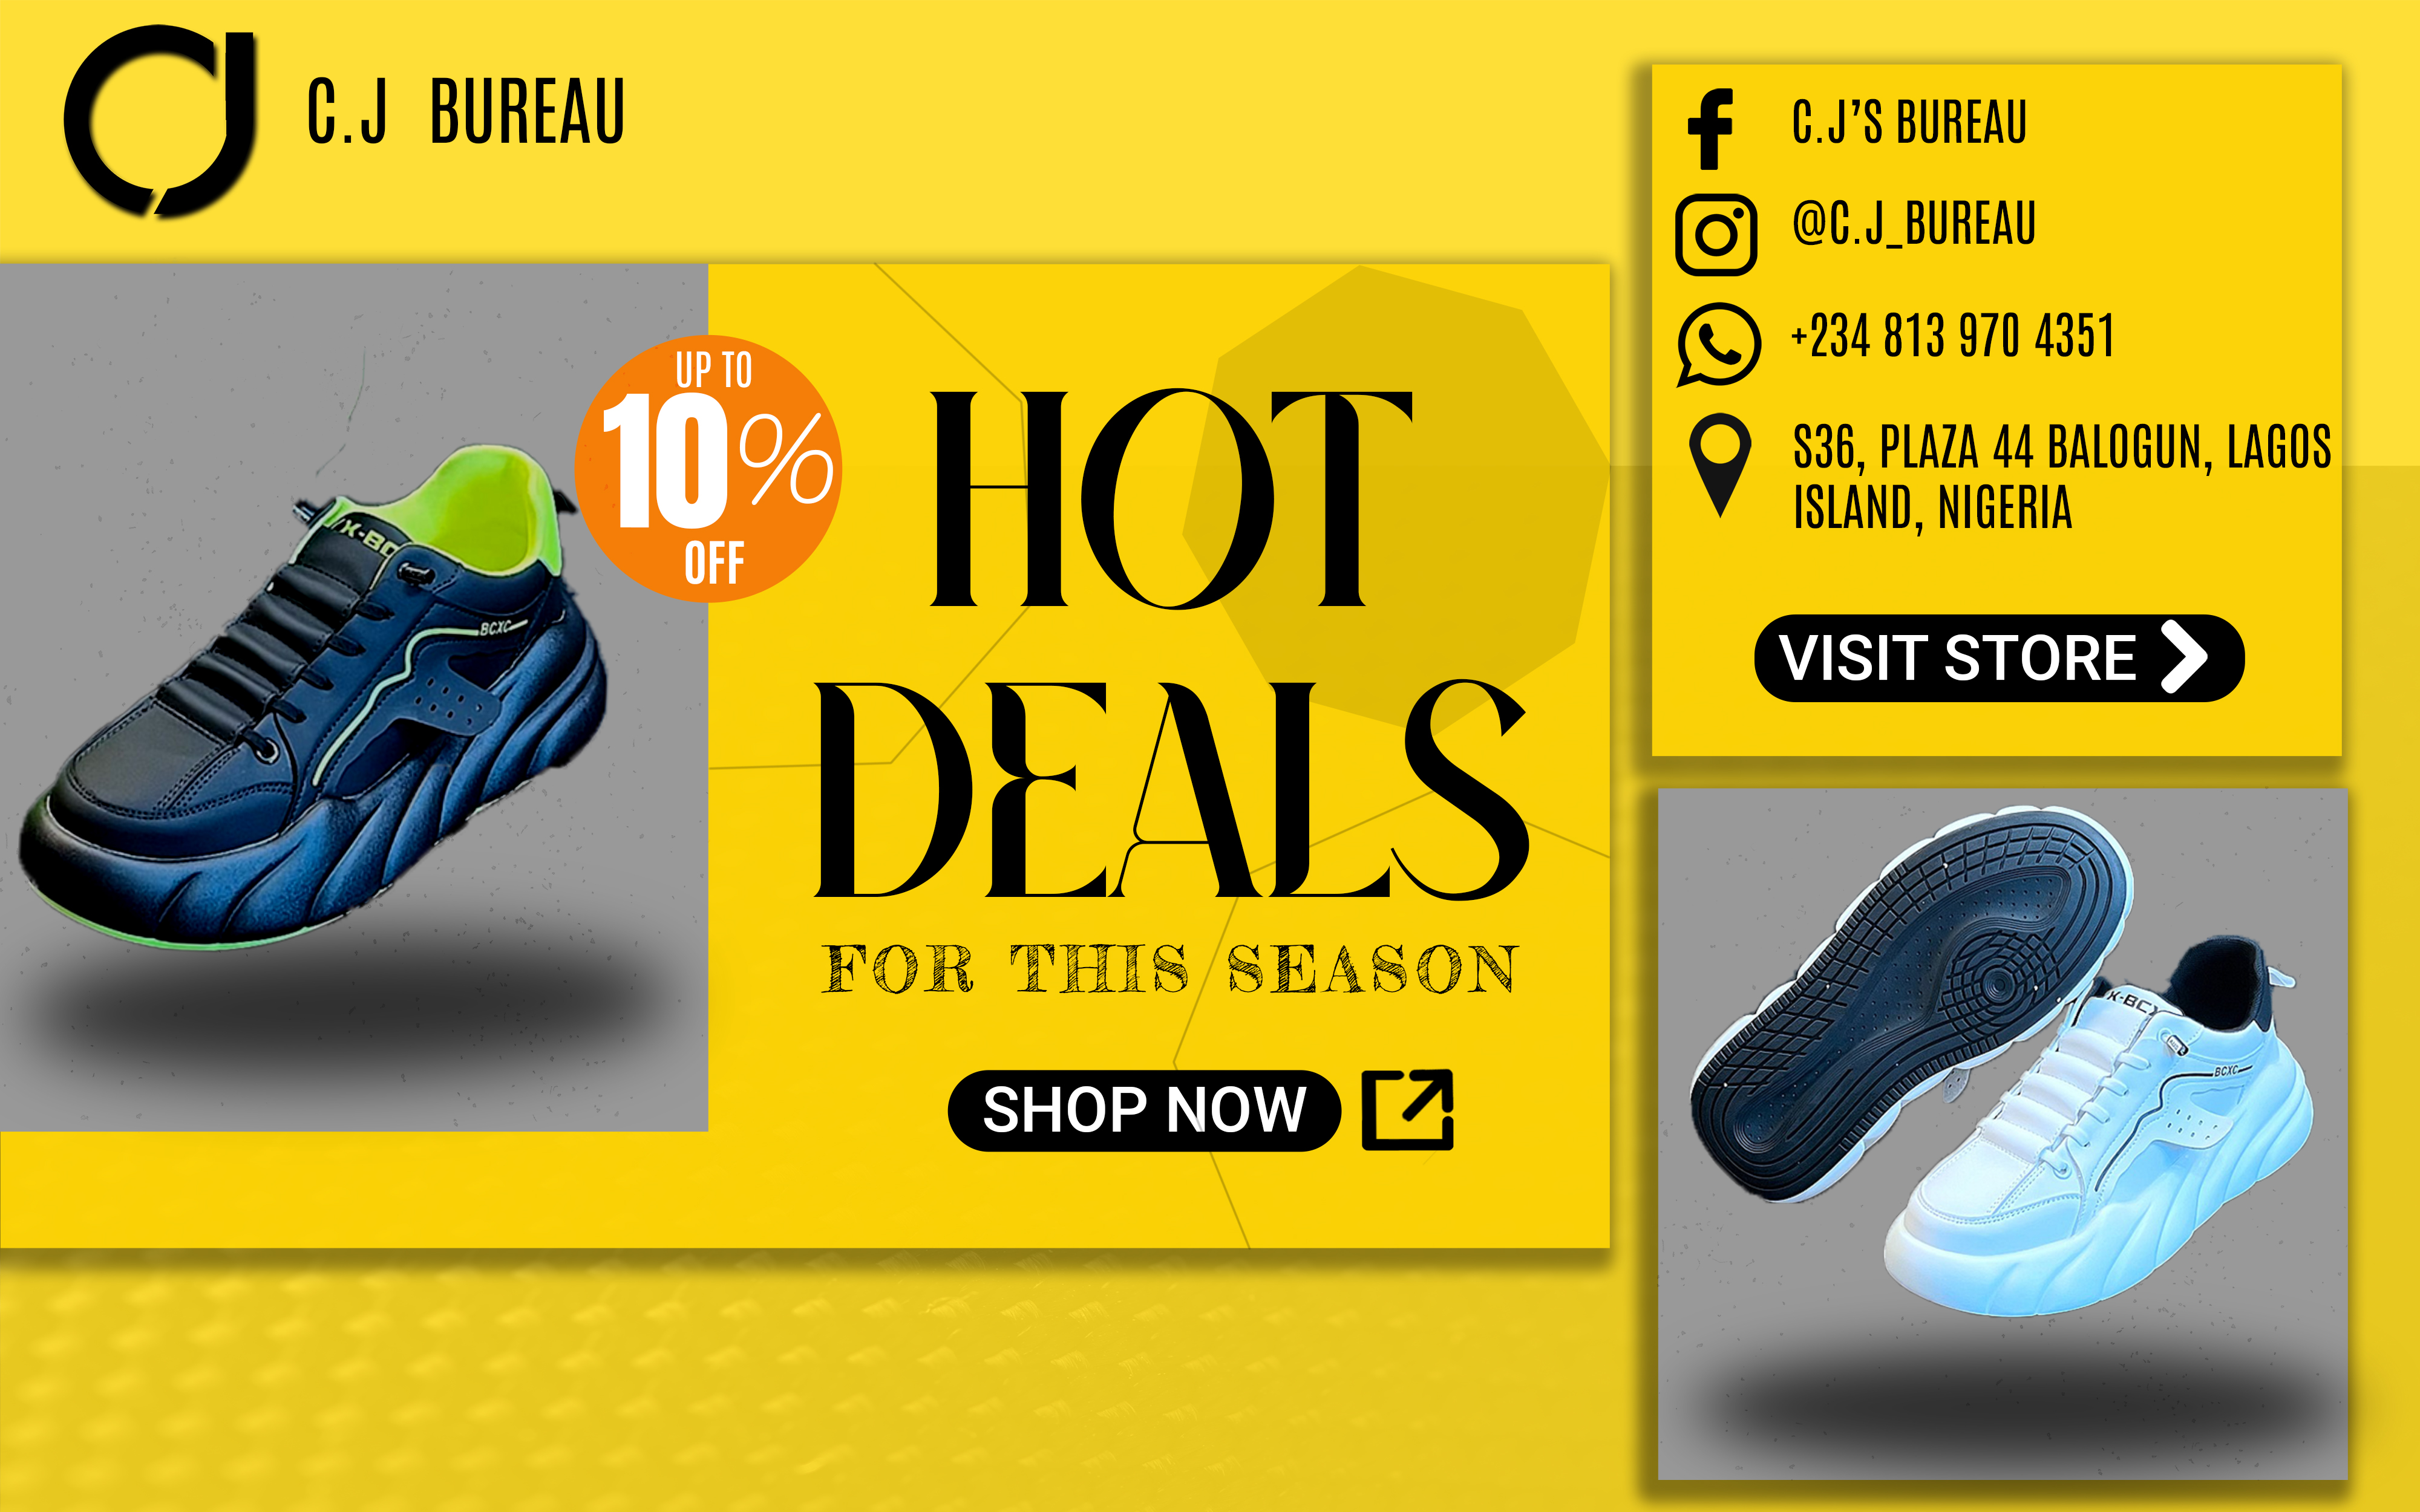 C.J BUREAU
UP TO
10%
OFF
HOT
DEALS
FOR THIS SEASON
SHOP NOW
BCXC
C.J’S BUREAU
@C.J_BUREAU
+234 813 970 4351
S36, PLAZA 44 BALOGUN, LAGOS
ISLAND, NIGERIA
VISIT STORE
X-BC
BCXC